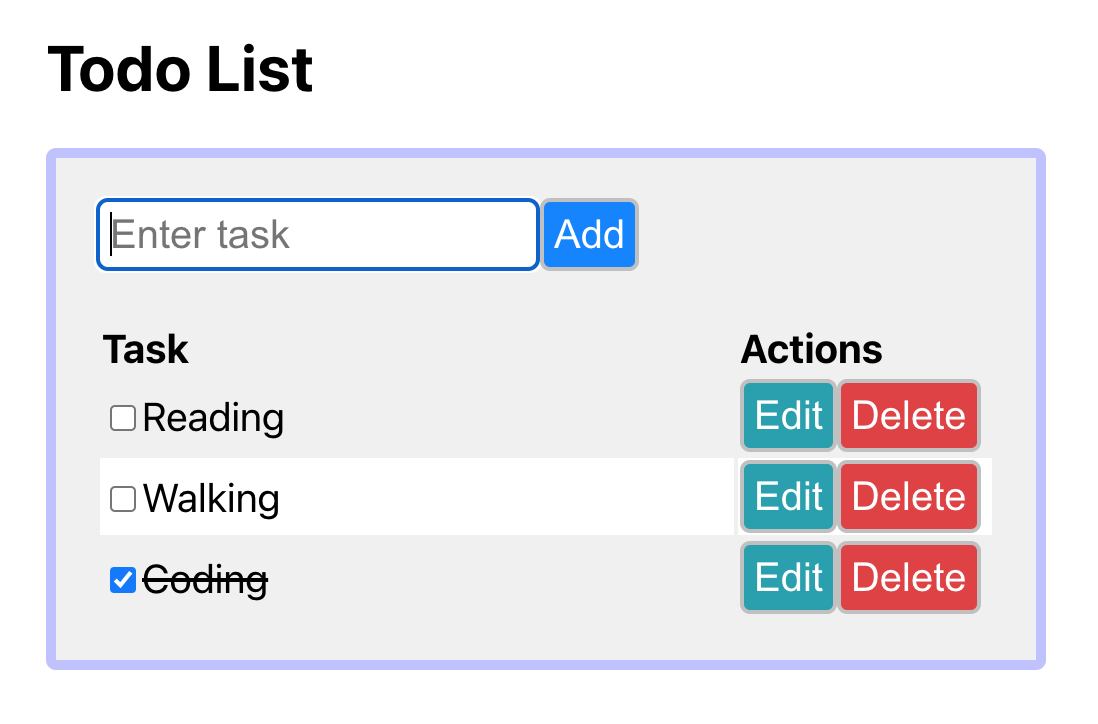 Todo List
Enter task Add
Task Actions
Reading Edit Delete
Walking Edit Delete
Coding Edit Delete